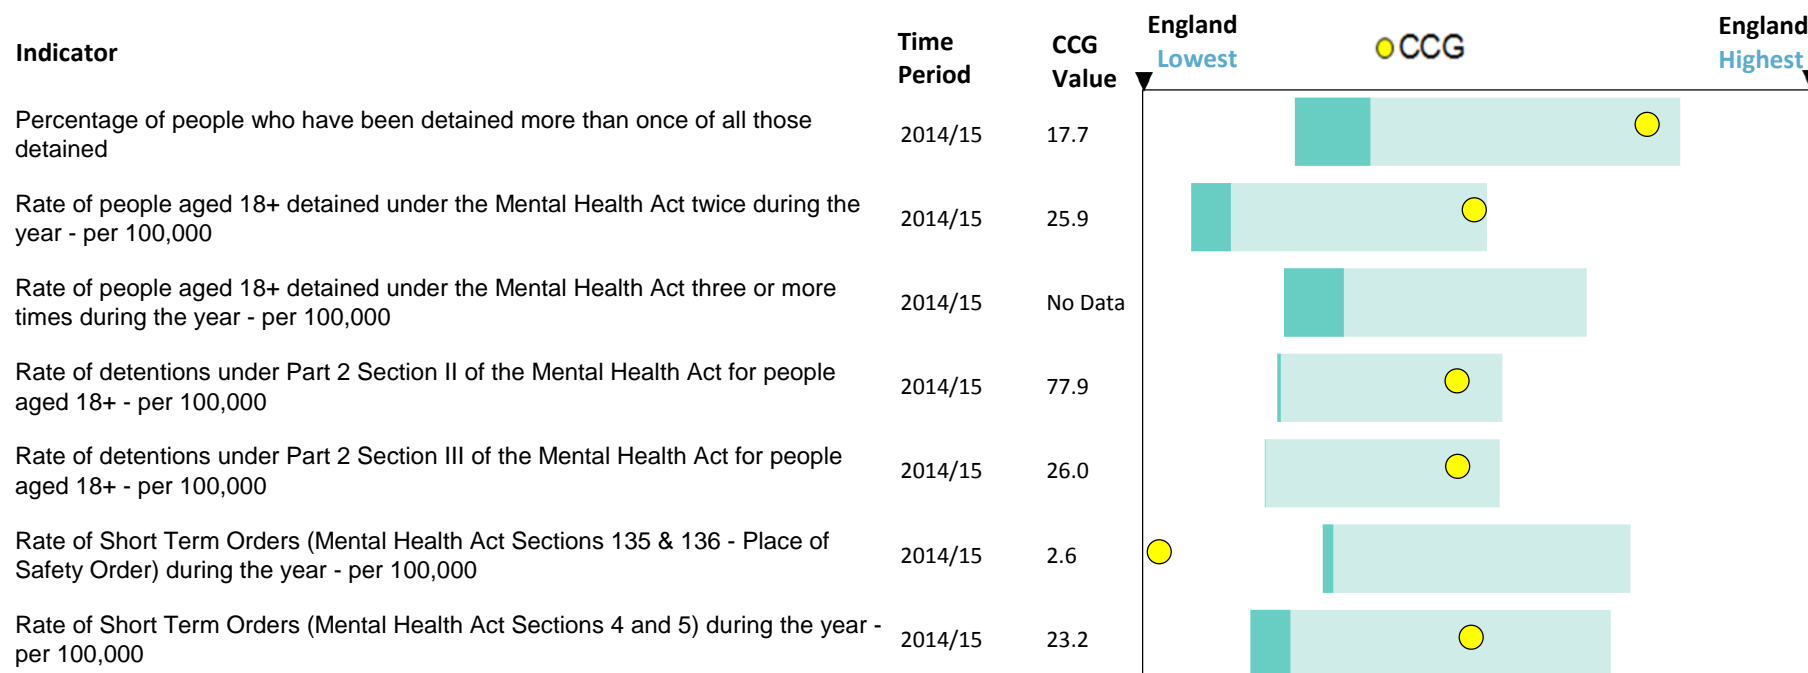 Indicator
Time
Period
CCG
Value
England
Lowest
CCG
England
Highest
Percentage of people who have been detained more than once of all those
detained
2014/15
17.7
Rate of people aged 18+ detained under the Mental Health Act twice during the
year - per 100,000
2014/15
25.9
Rate of people aged 18+ detained under the Mental Health Act three or more
times during the year - per 100,000
2014/15
No Data
Rate of detentions under Part 2 Section II of the Mental Health Act for people
aged 18+ - per 100,000
2014/15
77.9
Rate of detentions under Part 2 Section III of the Mental Health Act for people
aged 18+ - per 100,000
2014/15
26.0
Rate of Short Term Orders (Mental Health Act Sections 135 & 136 - Place of
Safety Order) during the year - per 100,000
2014/15
2.6
Rate of Short Term Orders (Mental Health Act Sections 4 and 5) during the year -
per 100,000
2014/15
23.2